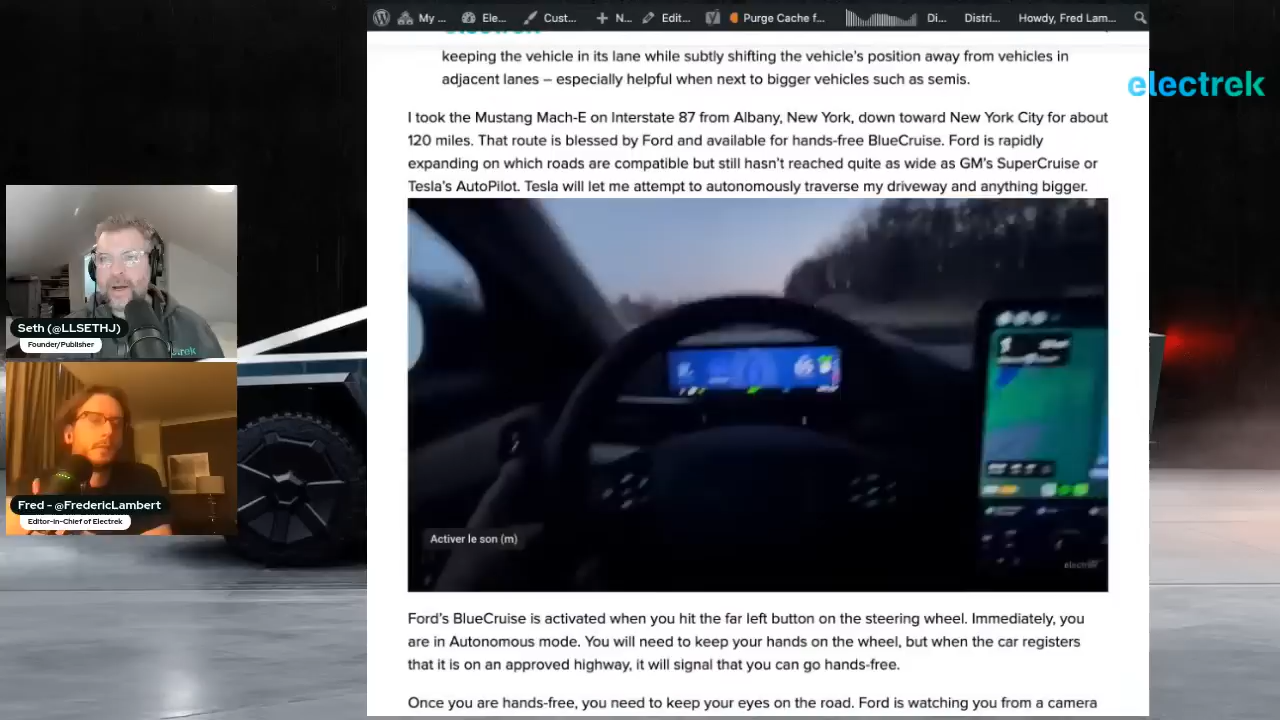 My ...
Ele...
Cust...
N...
Edit...
Purge Cache f...
Di...
Distri...
Howdy, Fred Lam...
electrek
keeping the vehicle in its lane while subtly shifting the vehicle's position away from vehicles in
adjacent lanes – especially helpful when next to bigger vehicles such as semis.
electrek
I took the Mustang Mach-E on Interstate 87 from Albany, New York, down toward New York City for about
120 miles. That route is blessed by Ford and available for hands-free BlueCruise. Ford is rapidly
expanding on which roads are compatible but still hasn't reached quite as wide as GM's SuperCruise or
Tesla's AutoPilot. Tesla will let me attempt to autonomously traverse my driveway and anything bigger.
Seth (@LLSETHJ)
Founder/Publisher
Fred - @FredericLambert
Editor-in-Chief of Electrek
Activer le son (m)
electrek
Ford's BlueCruise is activated when you hit the far left button on the steering wheel. Immediately, you
are in Autonomous mode. You will need to keep your hands on the wheel, but when the car registers
that it is on an approved highway, it will signal that you can go hands-free.
Once you are hands-free, you need to keep your eyes on the road. Ford is watching you from a camera